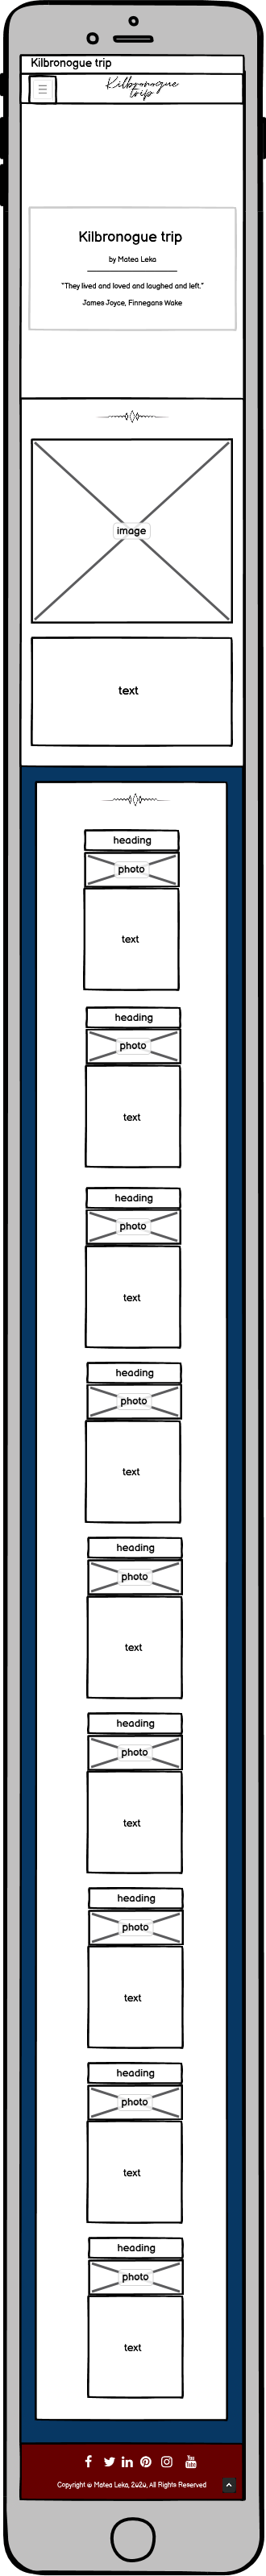 Kilbronogue trip
Kilbronogue
trip
Kilbronogue trip
by Matea Leka
"They lived and loved and laughed and left."
James Joyce, Finnegans Wake
image
text
heading
photo
text
heading
photo
text
heading
photo
text
heading
photo
text
heading
photo
text
heading
photo
text
heading
photo
text
heading
photo
text
heading
photo
text
You
Tube
Copyright © Matea Leka, 2020, All Rights Reserved